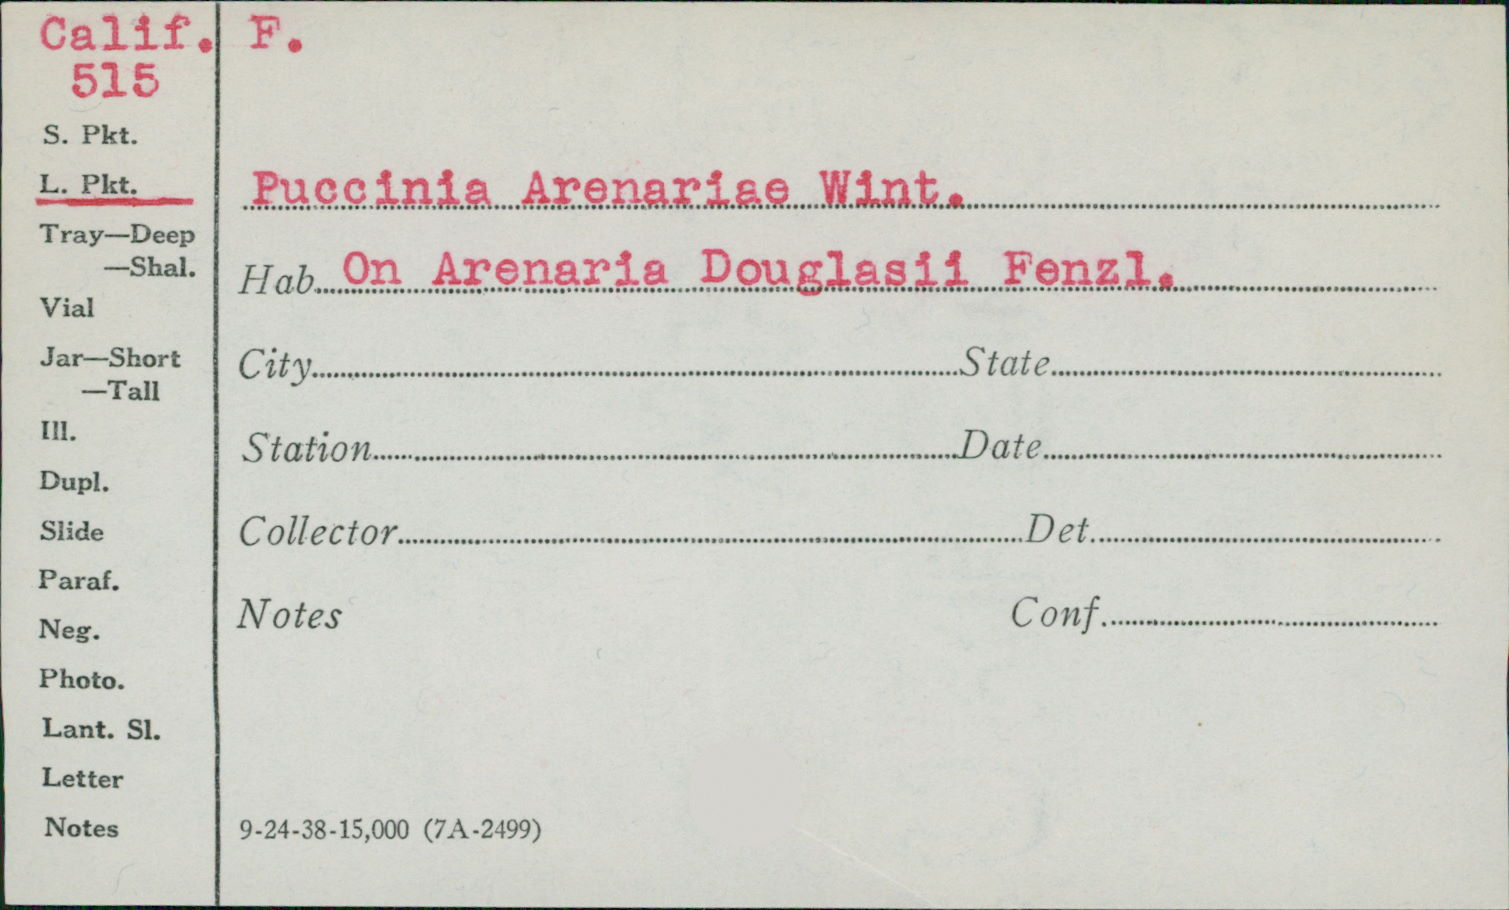 Calif. F.
515
S. Pkt.
L. Pkt.
Puccinia Arenariae Wint.
Tray—Deep
—Shal.
Hab. On Arenaria Douglasii Fenzl.
Vial
Jar—Short
—Tall
City State
Ill.
Station Date
Dupl.
Slide
Collector Det.
Paraf.
Neg.
Notes Conf.
Photo.
Lant. Sl.
Letter
Notes
9-24-38-15,000 (7A-2499)